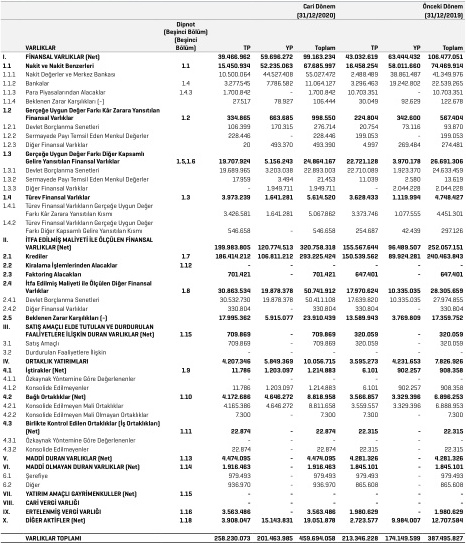 Cari Dönem Önceki Dönem
Dipnot (31/12/2020) (31/12/2019)
(Beşinci Bölüm)
(Beşinci
VARLIKLAR Bölüm) TP YP Toplam TP YP Toplam
I. FİNANSAL VARLIKLAR (Net) 39.466.962 59.696.272 99.163.234 43.032.619 63.444.432 106.477.051
1.1 Nakit ve Nakit Benzerleri 1.1 15.450.934 52.235.063 67.685.997 16.458.254 58.011.660 74.469.914
1.1.1 Nakit Değerler ve Merkez Bankası 10.500.064 44.527.408 55.027.472 2.488.489 38.861.487 41.349.976
1.1.2 Bankalar 1.4 3.277.545 7.786.582 11.064.127 3.296.463 19.242.802 22.539.265
1.1.3 Para Piyasalarından Alacaklar 1.4.3 1.700.842 - 1.700.842 10.703.351 - 10.703.351
1.1.4 Beklenen Zarar Karşılıkları (-) 27.517 78.927 106.444 30.049 92.629 122.678
1.2 Gerçeğe Uygun Değer Farkı Kâr Zarara Yansıtılan
Finansal Varlıklar 1.2 334.865 663.685 998.550 224.804 342.600 567.404
1.2.1 Devlet Borçlanma Senetleri 106.399 170.315 276.714 20.754 73.116 93.870
1.2.2 Sermayede Payı Temsil Eden Menkul Değerler 228.446 - 228.446 199.053 - 199.053
1.2.3 Diğer Finansal Varlıklar 20 493.370 493.390 4.997 269.484 274.481
1.3 Gerçeğe Uygun Değer Farkı Diğer Kapsamlı
Gelire Yansıtılan Finansal Varlıklar 1.5,1.6 19.707.924 5.156.243 24.864.167 22.721.128 3.970.178 26.691.306
1.3.1 Devlet Borçlanma Senetleri 19.689.965 3.203.038 22.893.003 22.710.089 1.923.370 24.633.459
1.3.2 Sermayede Payı Temsil Eden Menkul Değerler 17.959 3.494 21.453 11.039 2.580 13.619
1.3.3 Diğer Finansal Varlıklar - 1.949.711 1.949.711 - 2.044.228 2.044.228
1.4 Türev Finansal Varlıklar 1.3 3.973.239 1.641.281 5.614.520 3.628.433 1.119.994 4.748.427
1.4.1 Türev Finansal Varlıkların Gerçeğe Uygun Değer
Farkı Kâr Zarara Yansıtılan Kısmı 3.426.581 1.641.281 5.067.862 3.373.746 1.077.555 4.451.301
1.4.2 Türev Finansal Varlıkların Gerçeğe Uygun Değer
Farkı Diğer Kapsamlı Gelire Yansıtılan Kısmı 546.658 - 546.658 254.687 42.439 297.126
II. İTFA EDİLMİŞ MALİYETİ İLE ÖLÇÜLEN FİNANSAL
VARLIKLAR (Net) 199.983.805 120.774.513 320.758.318 155.567.644 96.489.507 252.057.151
2.1 Krediler 1.7 186.414.212 106.811.212 293.225.424 150.539.562 89.924.281 240.463.843
2.2 Kiralama İşlemlerinden Alacaklar 1.12 - - - - - -
2.3 Faktoring Alacakları 701.421 - 701.421 647.401 - 647.401
2.4 İtfa Edilmiş Maliyeti ile Ölçülen Diğer Finansal
Varlıklar 1.8 30.863.534 19.878.378 50.741.912 17.970.624 10.335.035 28.305.659
2.4.1 Devlet Borçlanma Senetleri 30.532.730 19.878.378 50.411.108 17.639.820 10.335.035 27.974.855
2.4.2 Diğer Finansal Varlıklar 330.804 - 330.804 330.804 - 330.804
2.5 Beklenen Zarar Karşılıkları (-) 17.995.362 5.915.077 23.910.439 13.589.943 3.769.809 17.359.752
III. SATIŞ AMAÇLI ELDE TUTULAN VE DURDURULAN
FAALİYETLERE İLİŞKİN DURAN VARLIKLAR (Net) 1.15 709.869 - 709.869 320.059 - 320.059
3.1 Satış Amaçlı 709.869 - 709.869 320.059 - 320.059
3.2 Durdurulan Faaliyetlere İlişkin - - - - - -
IV. ORTAKLIK YATIRIMLARI 4.207.346 5.849.369 10.056.715 3.595.273 4.231.653 7.826.926
4.1 İştirakler (Net) 1.9 11.786 1.203.097 1.214.883 6.101 902.257 908.358
4.1.1 Özkaynak Yöntemine Göre Değerlenenler - - - - - -
4.1.2 Konsolide Edilmeyenler 11.786 1.203.097 1.214.883 6.101 902.257 908.358
4.2 Bağlı Ortaklıklar (Net) 1.10 4.172.686 4.646.272 8.818.958 3.566.857 3.329.396 6.896.253
4.2.1 Konsolide Edilmeyen Mali Ortaklıklar 4.165.386 4.646.272 8.811.658 3.559.557 3.329.396 6.888.953
4.2.2 Konsolide Edilmeyen Mali Olmayan Ortaklıklar 7.300 - 7.300 7.300 - 7.300
4.3 Birlikte Kontrol Edilen Ortaklıklar (İş Ortaklıkları)
(Net) 1.11 22.874 - 22.874 22.315 - 22.315
4.3.1 Özkaynak Yöntemine Göre Değerlenenler - - - - - -
4.3.2 Konsolide Edilmeyenler 22.874 - 22.874 22.315 - 22.315
V. MADDİ DURAN VARLIKLAR (Net) 1.13 4.474.095 - 4.474.095 4.281.326 - 4.281.326
VI. MADDİ OLMAYAN DURAN VARLIKLAR (Net) 1.14 1.916.463 - 1.916.463 1.845.101 - 1.845.101
6.1 Şerefiye 979.493 - 979.493 979.493 - 979.493
6.2 Diğer 936.970 - 936.970 865.608 - 865.608
VII. YATIRIM AMAÇLI GAYRİMENKULLER (Net) 1.15 - - - - - -
VIII. CARİ VERGİ VARLIĞI - - - - - -
IX. ERTELENMİŞ VERGİ VARLIĞI 1.16 3.563.486 - 3.563.486 1.980.629 - 1.980.629
X. DİĞER AKTİFLER (Net) 1.18 3.908.047 15.143.831 19.051.878 2.723.577 9.984.007 12.707.584
VARLIKLAR TOPLAMI 258.230.073 201.463.985 459.694.058 213.346.228 174.149.599 387.495.827